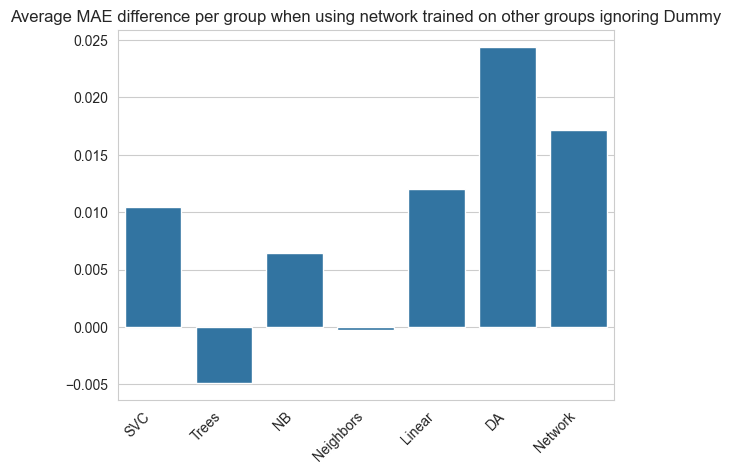 Average MAE difference per group when using network trained on other groups ignoring Dummy
0.025
0.020
0.015
0.010
0.005
0.000
−0.005
SVC
Trees
NB
Neighbors
Linear
DA
Network